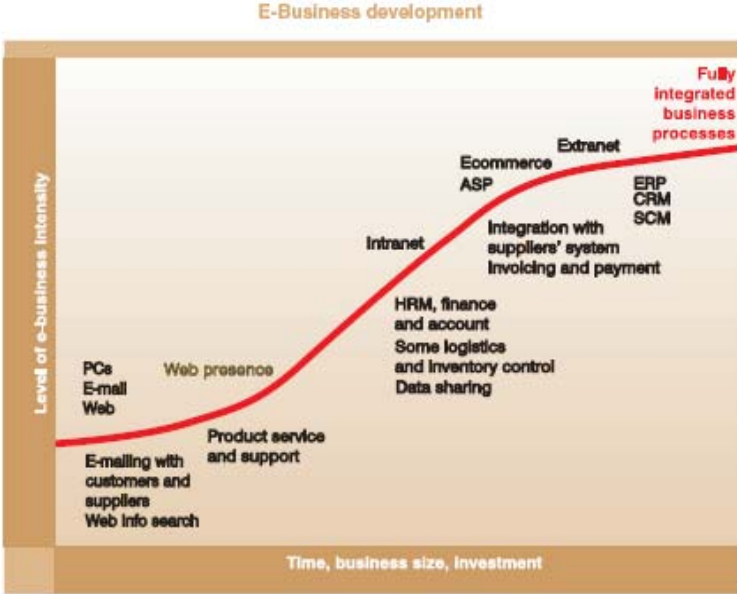 E-Business development
Fully
integrated
business
processes
Extranet
Ecommerce
ASP
ERP
CRM
SCM
Integration with
suppliers' system
Invoicing and payment
Intranet
HRM, finance
and account
Some logistics
and inventory control
Data sharing
PCs
E-mail
Web
Web presence
Product service
and support
E-mailing with
customers and
suppliers
Web info search
Level of e-business intensity
Time, business size, investment